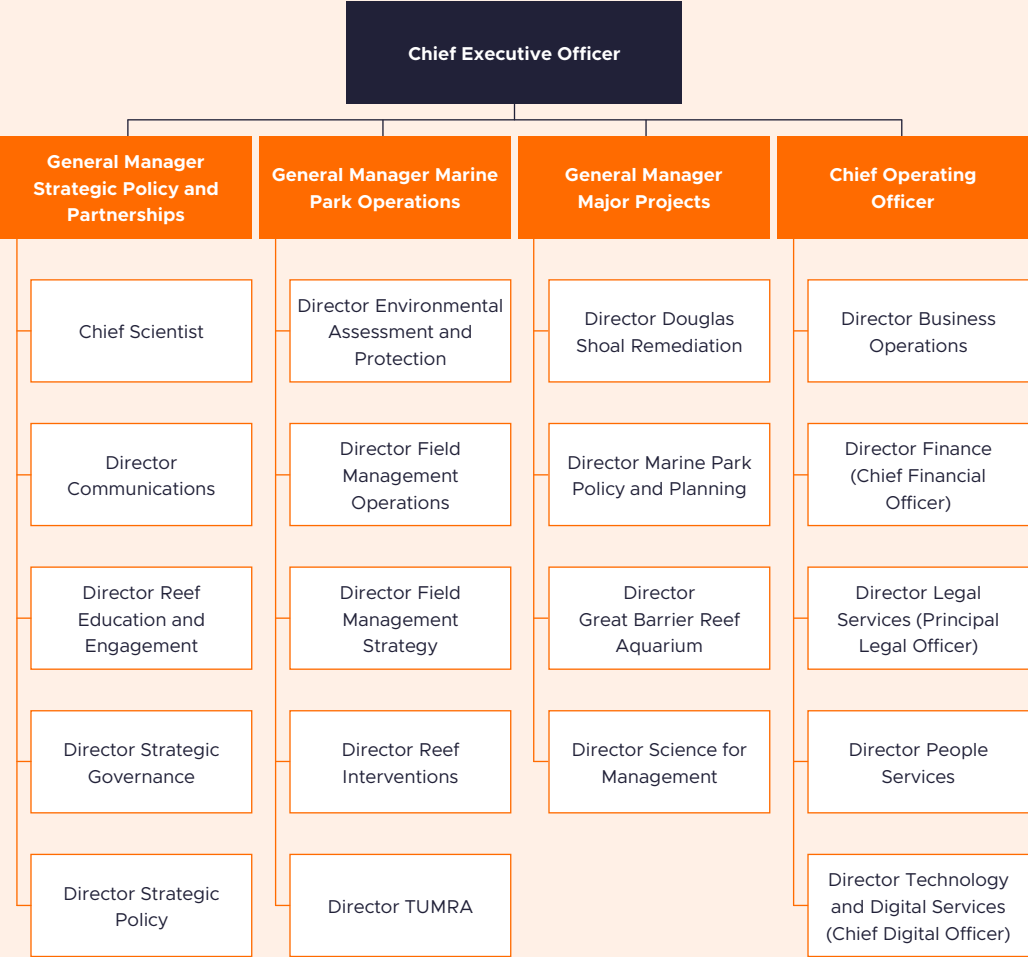 Chief Executive Officer
General Manager
Strategic Policy and
Partnerships
General Manager Marine
Park Operations
General Manager
Major Projects
Chief Operating
Officer
Chief Scientist
Director
Communications
Director Reef
Education and
Engagement
Director Strategic
Governance
Director Strategic
Policy
Director Environmental
Assessment and
Protection
Director Field
Management
Operations
Director Field
Management
Strategy
Director Reef
Interventions
Director TUMRA
Director Douglas
Shoal Remediation
Director Marine Park
Policy and Planning
Director
Great Barrier Reef
Aquarium
Director Science for
Management
Director Business
Operations
Director Finance
(Chief Financial
Officer)
Director Legal
Services (Principal
Legal Officer)
Director People
Services
Director Technology
and Digital Services
(Chief Digital Officer)